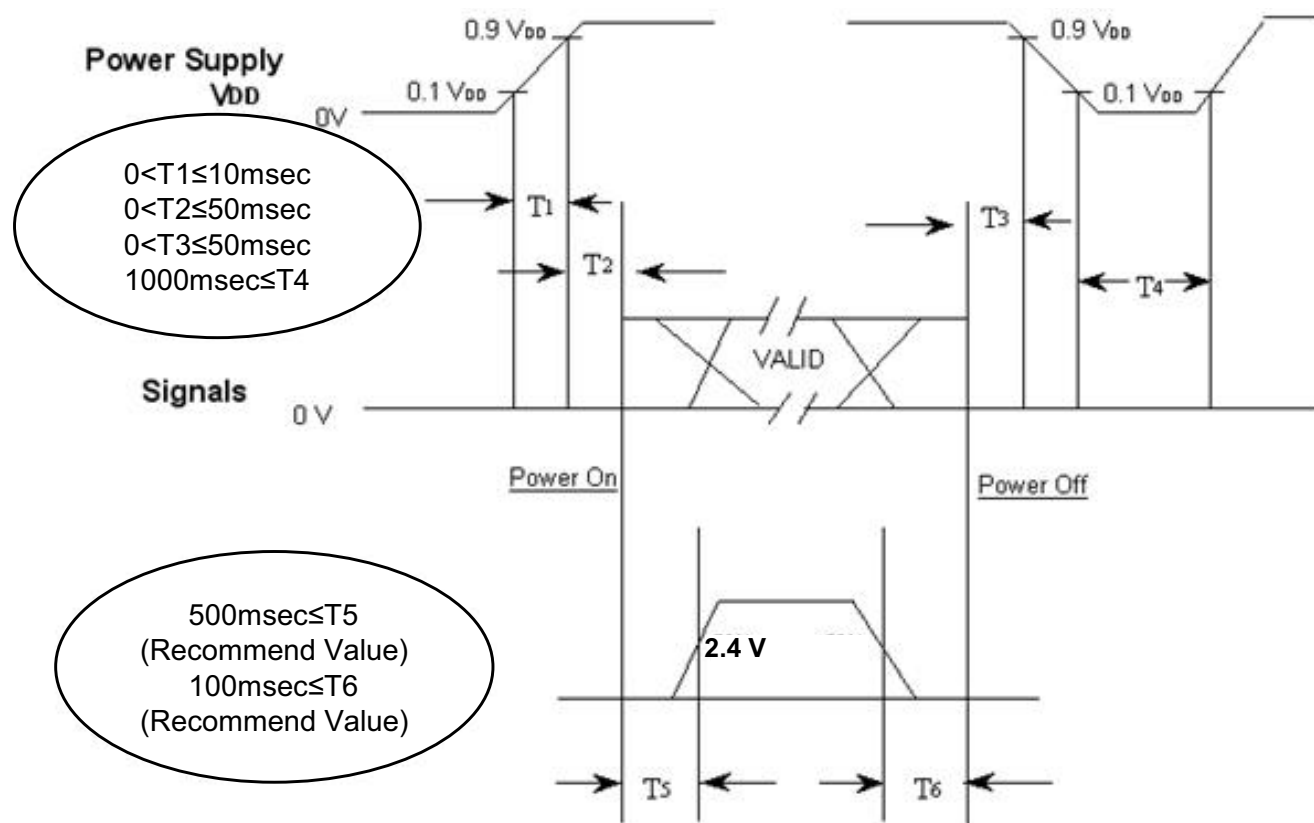 0.9 VDD
0.9 VDD
Power Supply
VDD
0.1 VDD
0.1 VDD
0V
0<T1≤10msec
0<T2≤50msec
0<T3≤50msec
1000msec≤T4
T1
T3
T2
T4
VALID
Signals
0 V
Power On
Power Off
500msec≤T5
(Recommend Value)
100msec≤T6
(Recommend Value)
2.4 V
T5
T6